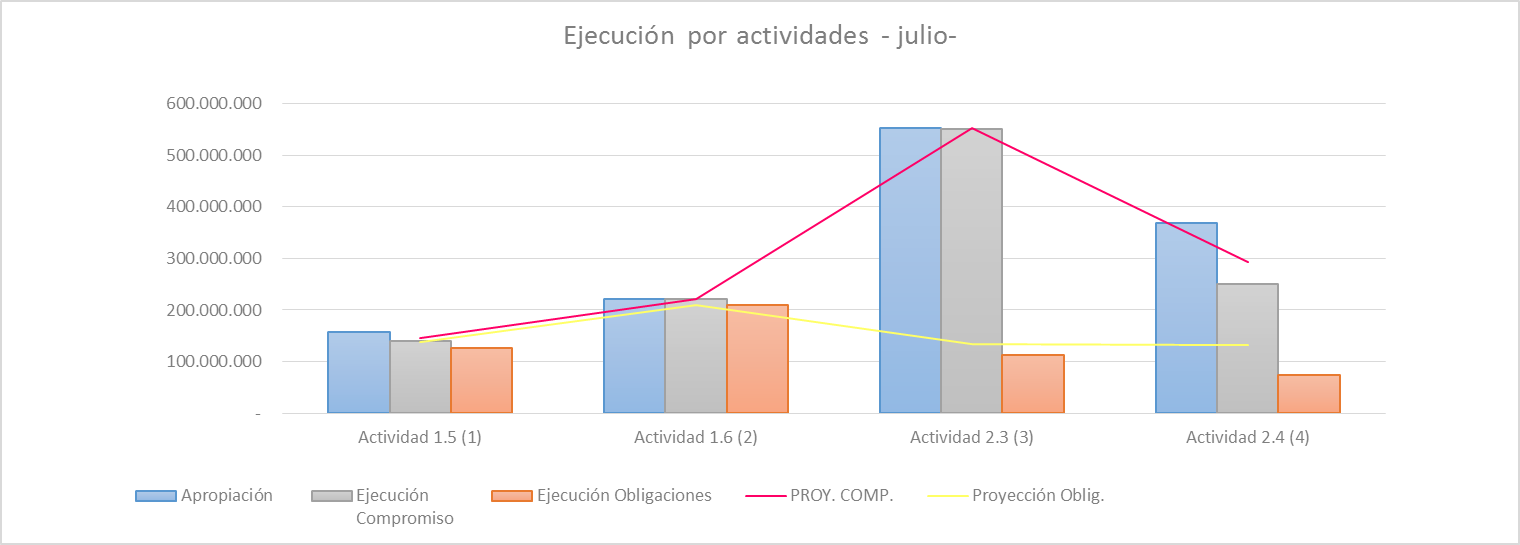 Ejecución por actividades - julio-
600.000.000
500.000.000
400.000.000
300.000.000
200.000.000
100.000.000
-
Actividad 1.5 (1) Actividad 1.6 (2) Actividad 2.3 (3) Actividad 2.4 (4)
Apropiación Ejecución Ejecución Obligaciones PROY. COMP. Proyección Oblig.
Compromiso